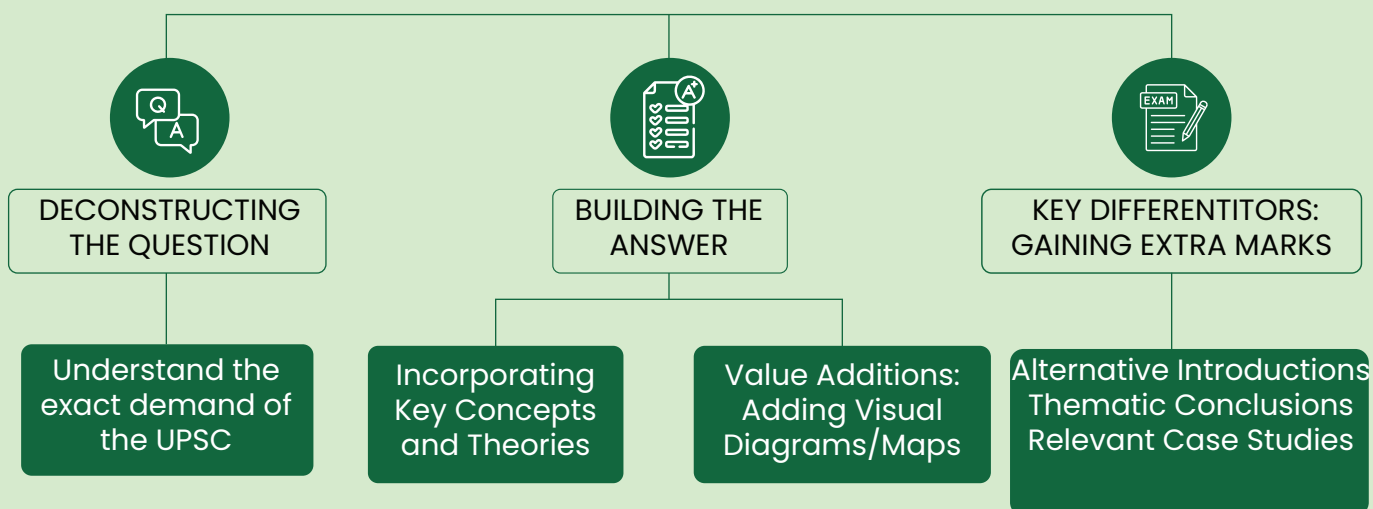 Q
A
A+
EXAM
DECONSTRUCTING
THE QUESTION
BUILDING THE
ANSWER
KEY DIFFERENTITORS:
GAINING EXTRA MARKS
Understand the
exact demand of
the UPSC
Incorporating
Key Concepts
and Theories
Value Additions:
Adding Visual
Diagrams/Maps
Alternative Introductions
Thematic Conclusions
Relevant Case Studies